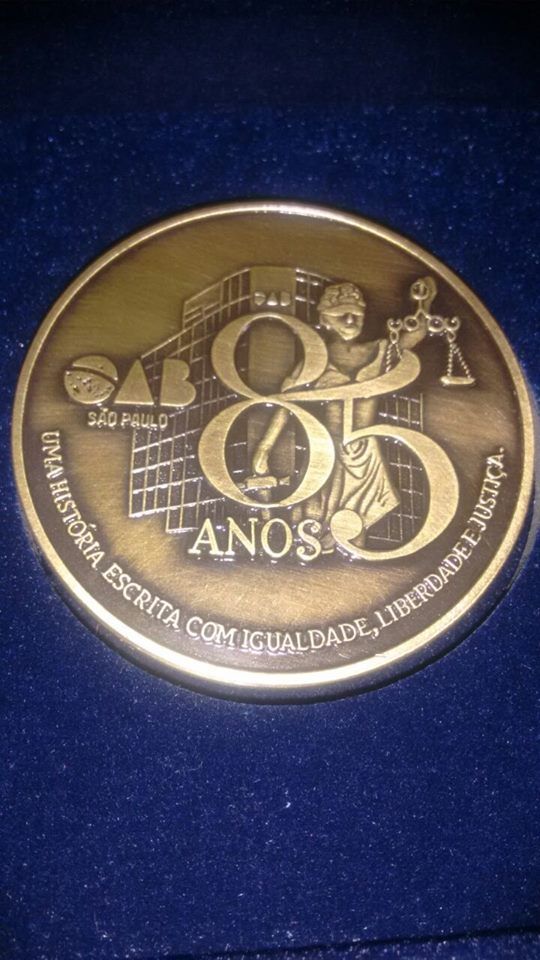 OAB
OAB
SÃO PAULO
85
ANOS
UMA HISTÓRIA ESCRITA COM IGUALDADE, LIBERDADE E JUSTIÇA.